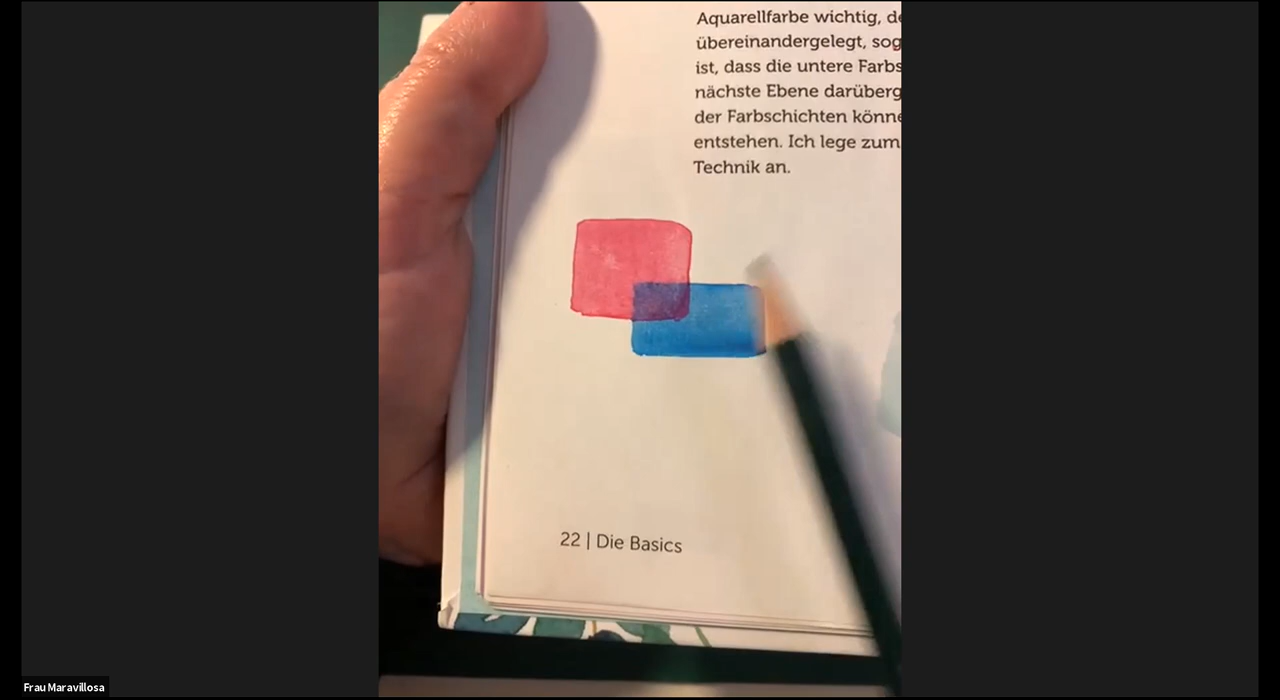 Aquarellfarbe wichtig,
übereinandergelegt,
ist, dass die untere
nächste Ebene
der Farbschichten
entstehen. Ich lege zum
Technik an.
22 | Die Basics
Frau Maravillosa